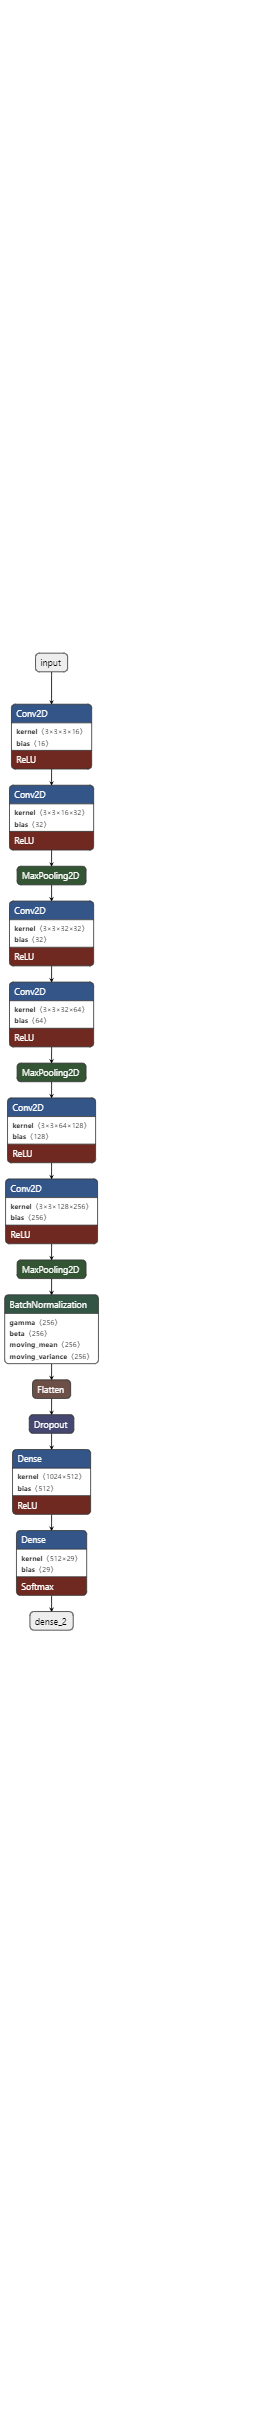 input
Conv2D
kernel ⟨3×3×3×16⟩
bias ⟨16⟩
ReLU
Conv2D
kernel ⟨3×3×16×32⟩
bias ⟨32⟩
ReLU
MaxPooling2D
Conv2D
kernel ⟨3×3×32×32⟩
bias ⟨32⟩
ReLU
Conv2D
kernel ⟨3×3×32×64⟩
bias ⟨64⟩
ReLU
MaxPooling2D
Conv2D
kernel ⟨3×3×64×128⟩
bias ⟨128⟩
ReLU
Conv2D
kernel ⟨3×3×128×256⟩
bias ⟨256⟩
ReLU
MaxPooling2D
BatchNormalization
gamma ⟨256⟩
beta ⟨256⟩
moving_mean ⟨256⟩
moving_variance ⟨256⟩
Flatten
Dropout
Dense
kernel ⟨1024×512⟩
bias ⟨512⟩
ReLU
Dense
kernel ⟨512×29⟩
bias ⟨29⟩
Softmax
dense_2